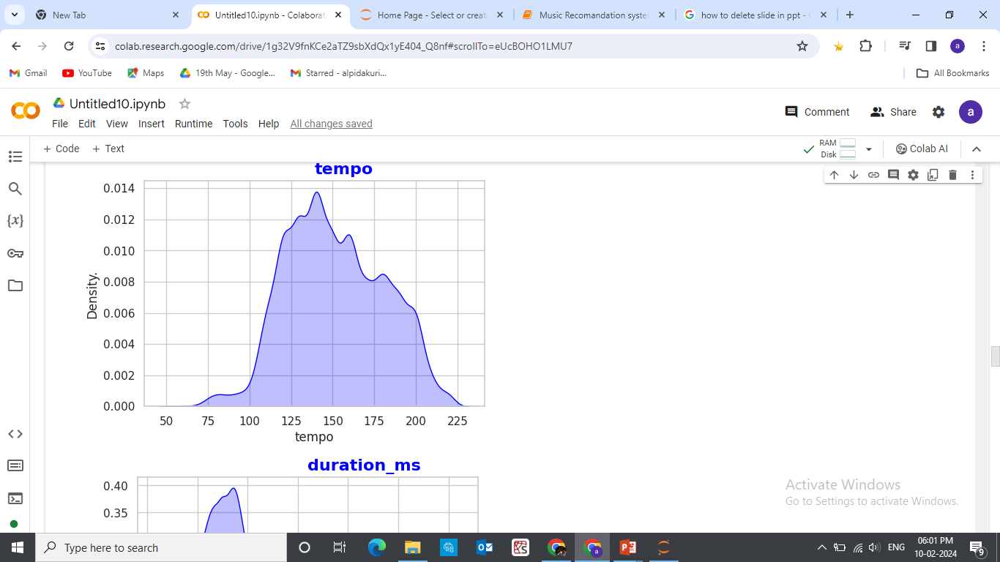 New Tab
Untitled10.ipynb - Colaborat
Home Page - Select or creat
Music Recomandation syste
how to delete slide in ppt - G
colab.research.google.com/drive/1g32V9fnKCe2aTZ9sbXdQx1yE404_Q8nf#scrollTo=eUcBOHO1LMU7
a
Gmail
YouTube
Maps
19th May - Google...
Starred - alpidakuri...
All Bookmarks
Untitled10.ipynb
Comment
Share
a
File Edit View Insert Runtime Tools Help All changes saved
+ Code + Text
RAM
Disk
Colab AI
{x}
tempo
0.014
0.012
0.010
0.008
0.006
0.004
0.002
0.000
Density.
50 75 100 125 150 175 200 225
tempo
duration_ms
0.40
0.35
Activate Windows
Go to Settings to activate Windows.
Type here to search
a
ENG
06:01 PM
10-02-2024
9